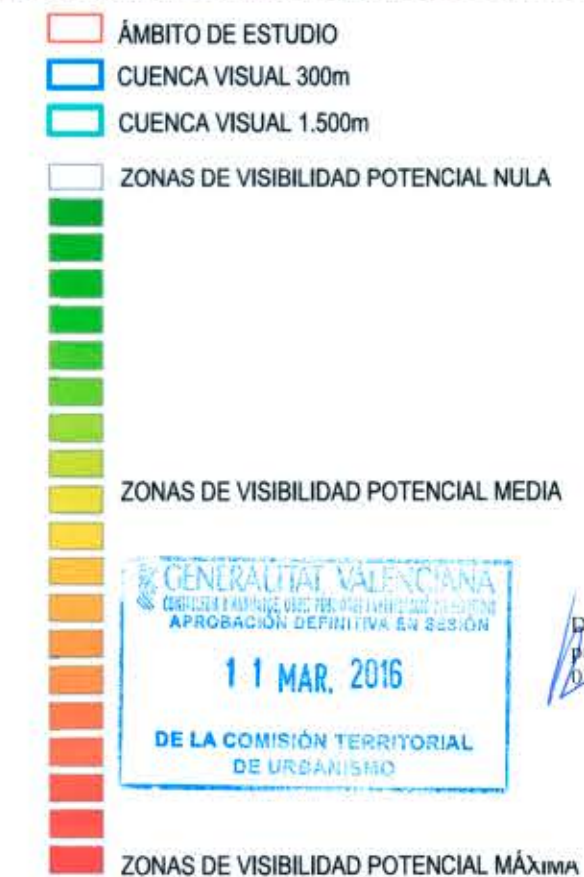 ÁMBITO DE ESTUDIO
CUENCA VISUAL 300m
CUENCA VISUAL 1.500m
ZONAS DE VISIBILIDAD POTENCIAL NULA
ZONAS DE VISIBILIDAD POTENCIAL MEDIA
GENERALITAT VALENCIANA
APROBACIÓN DEFINITIVA EN SESIÓN
11 MAR. 2016
DE LA COMISIÓN TERRITORIAL
DE URBANISMO
ZONAS DE VISIBILIDAD POTENCIAL MÁXIMA